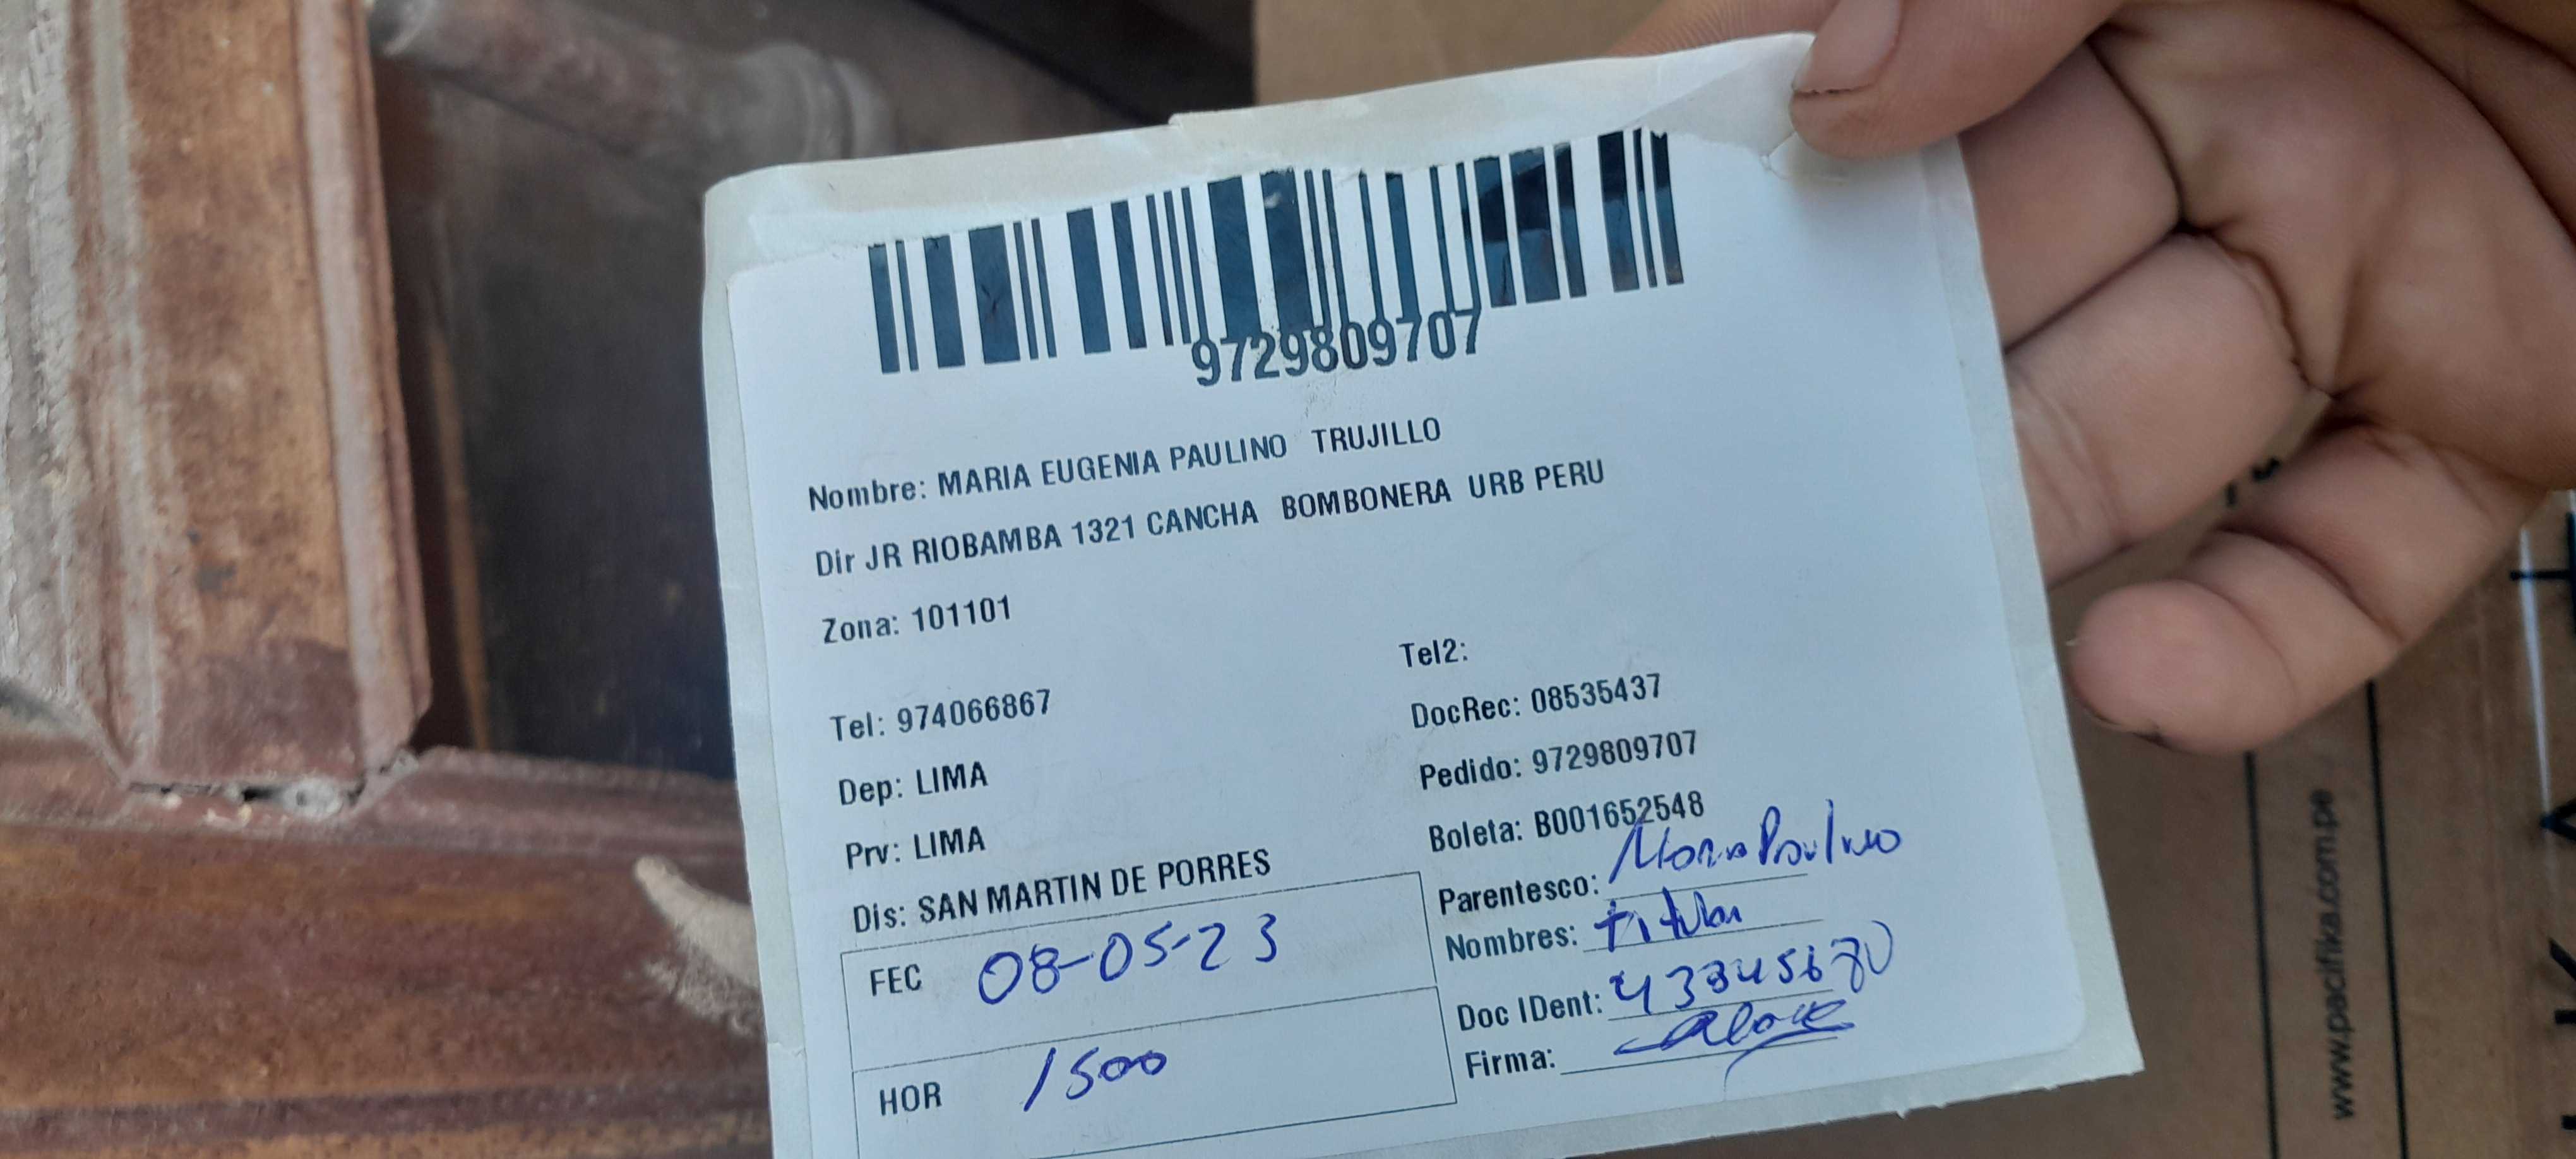 9729809707
Nombre: MARIA EUGENIA PAULINO TRUJILLO
Dir JR RIOBAMBA 1321 CANCHA BOMBONERA URB PERU
Zona: 101101
Tel2:
Tel: 974066867
DocRec: 08535437
Dep: LIMA
Pedido: 9729809707
Prv: LIMA
Boleta: B001652548
Dis: SAN MARTIN DE PORRES
Parentesco: Paulino
FEC 08-05-23
Nombres: titular
Doc IDent:
HOR 1500
Firma:
www.pacifika.com.pe